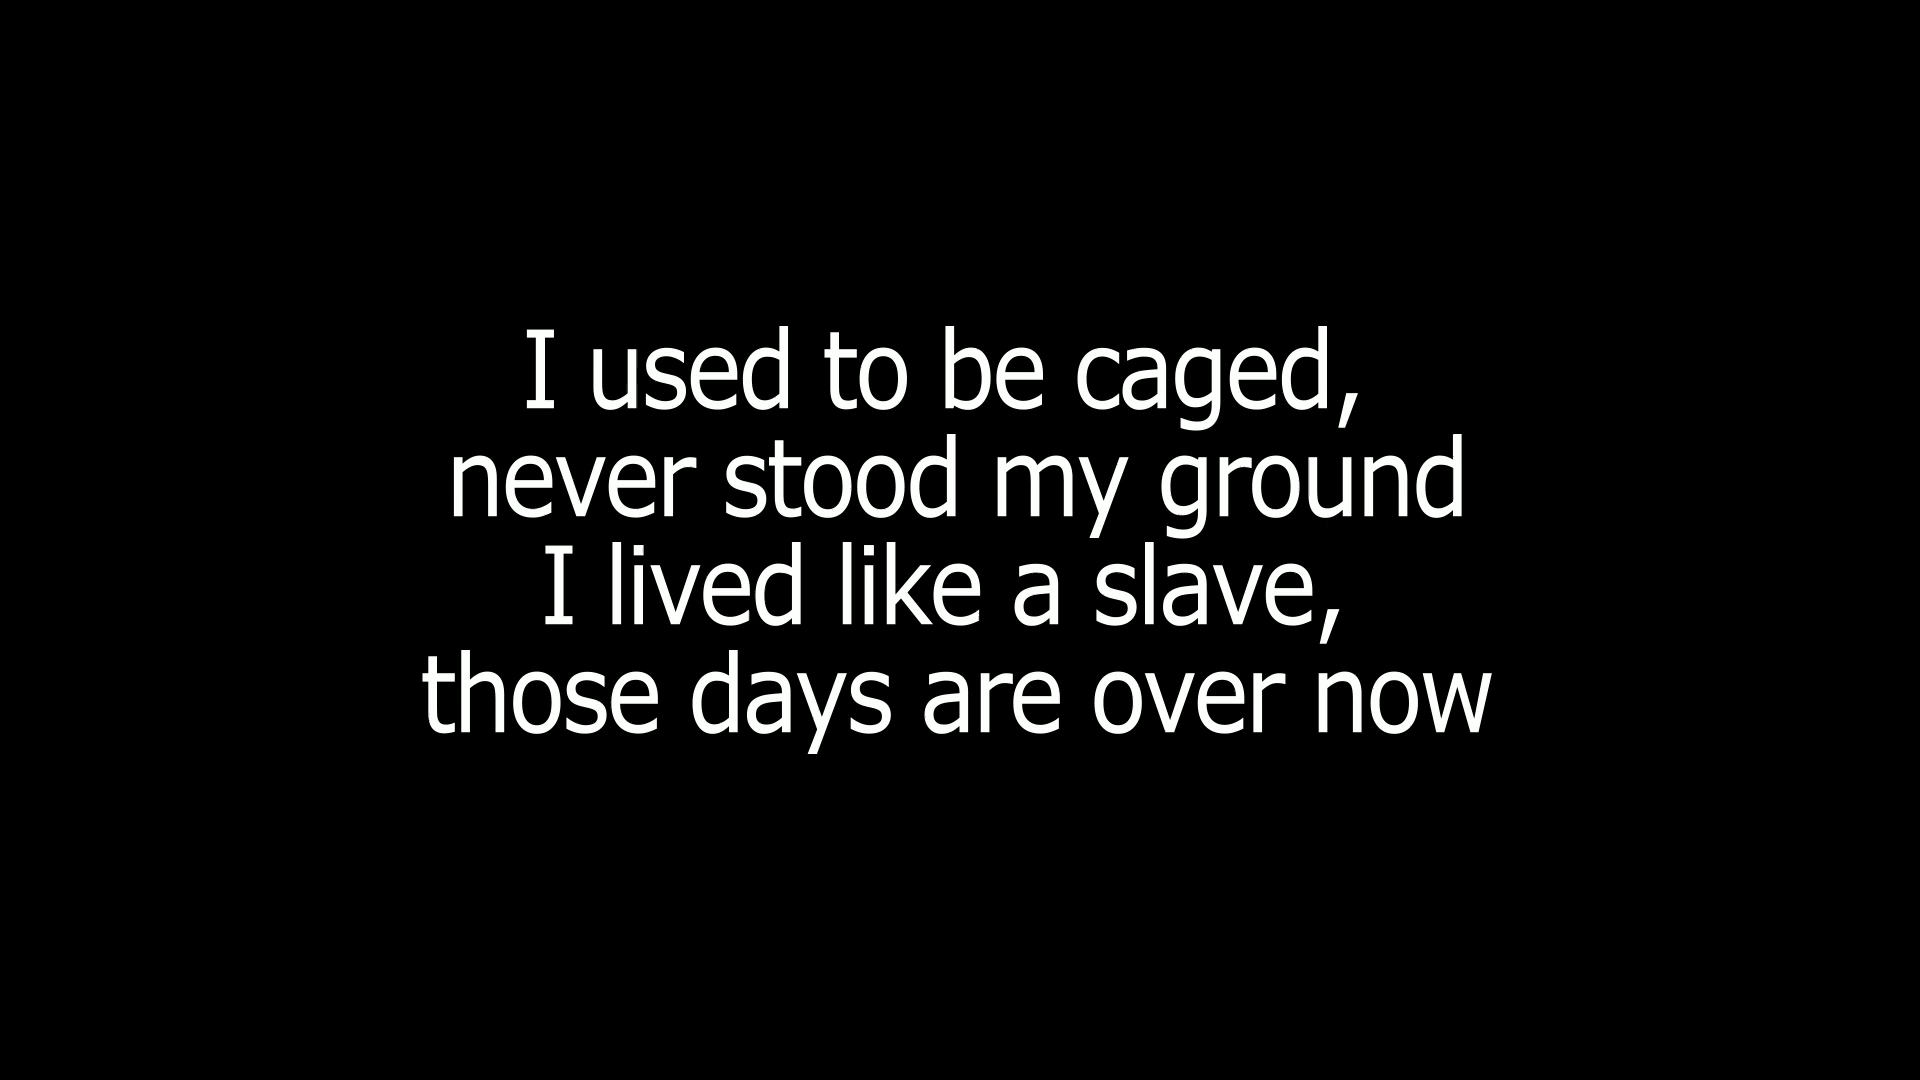 I used to be caged,
never stood my ground
I lived like a slave,
those days are over now